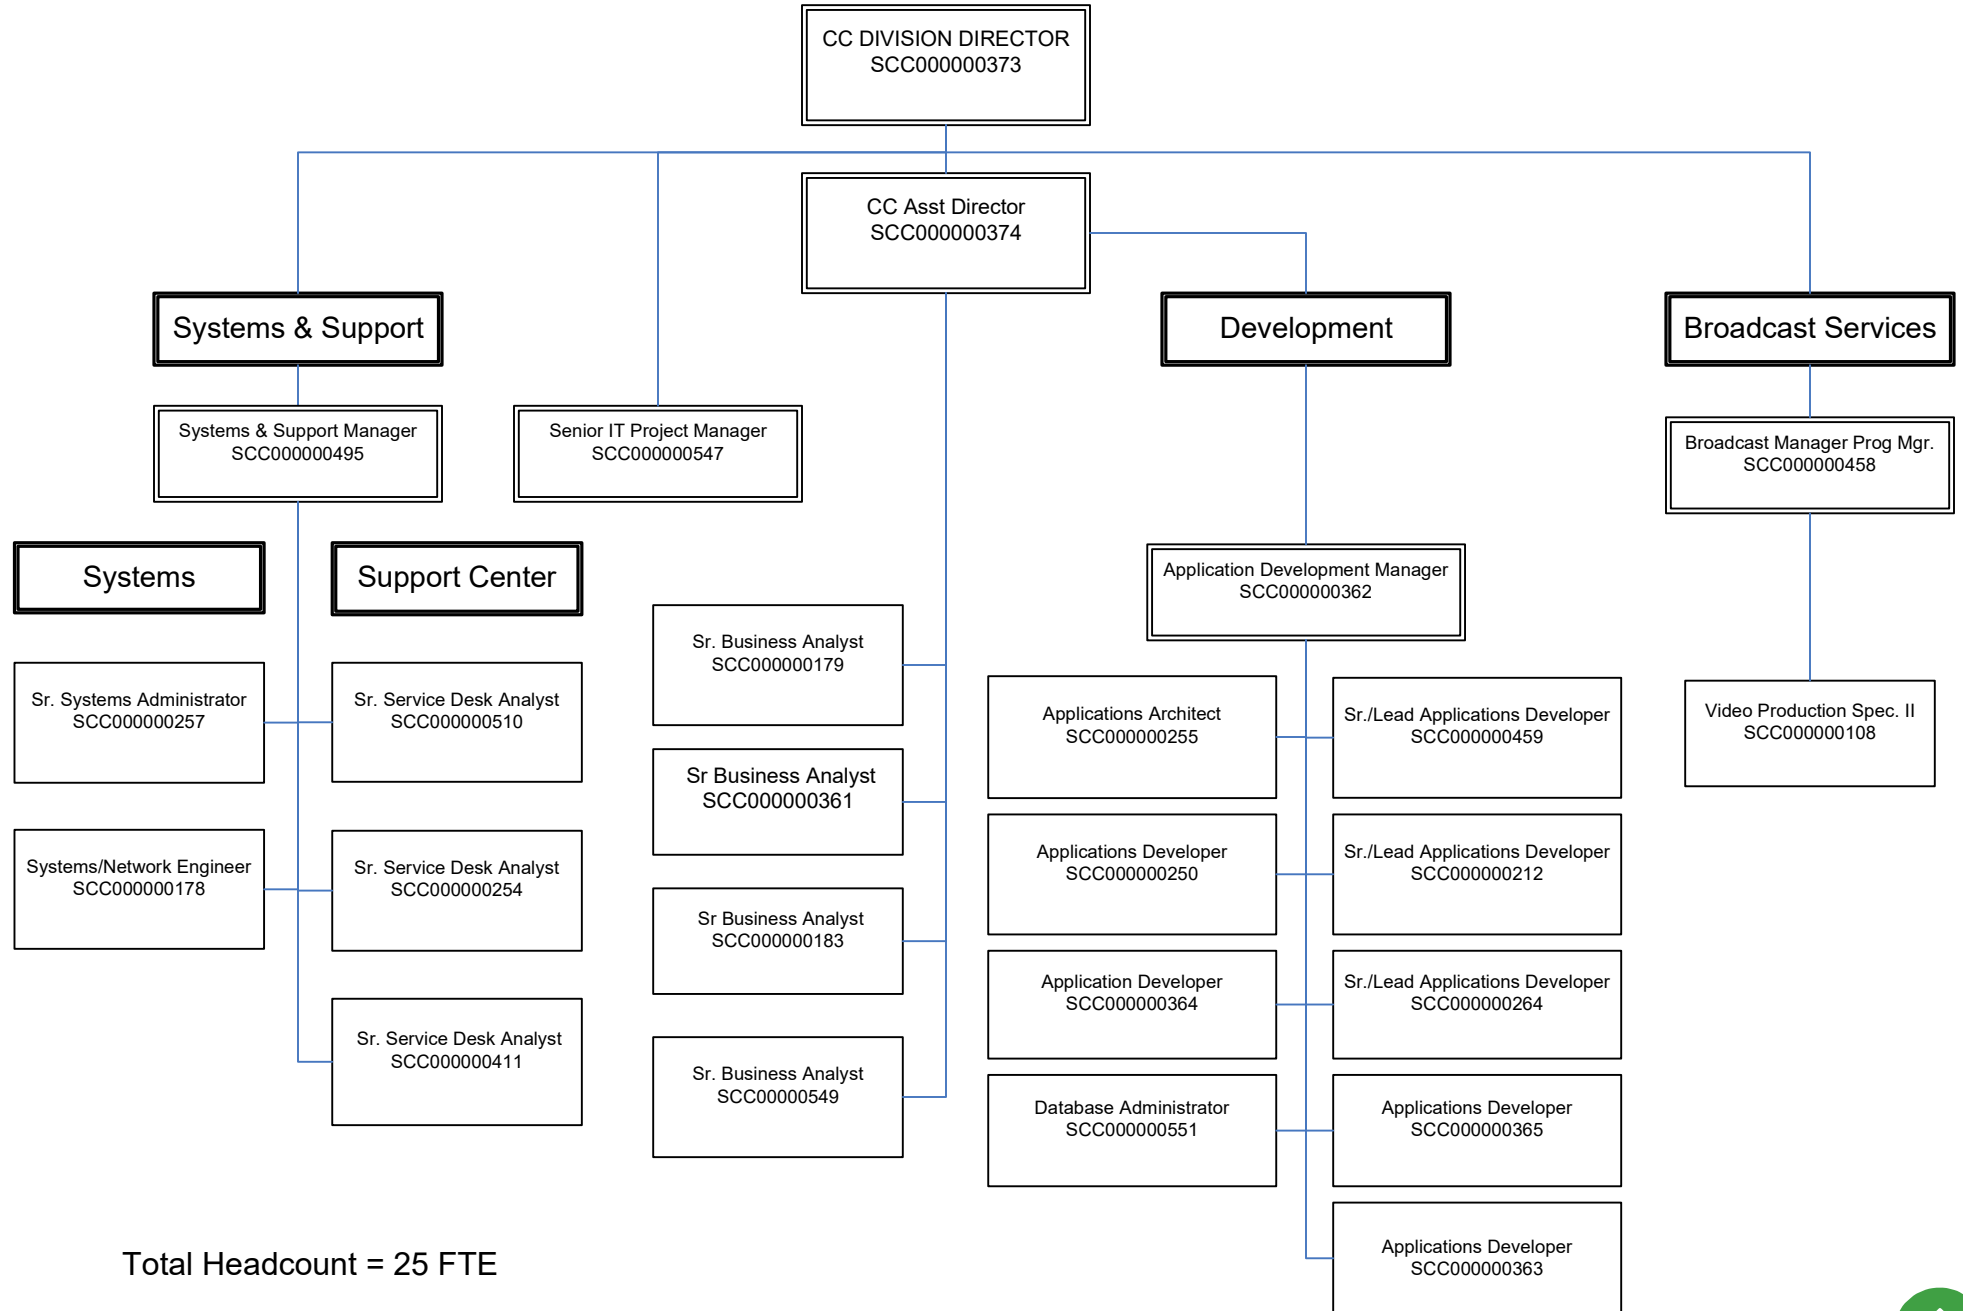 CC DIVISION DIRECTOR
SCC000000373
CC Asst Director
SCC000000374
Systems & Support
Development
Broadcast Services
Systems & Support Manager
SCC000000495
Senior IT Project Manager
SCC000000547
Broadcast Manager Prog Mgr.
SCC000000458
Systems
Support Center
Application Development Manager
SCC000000362
Sr. Business Analyst
SCC000000179
Sr. Systems Administrator
SCC000000257
Sr. Service Desk Analyst
SCC000000510
Applications Architect
SCC000000255
Sr./Lead Applications Developer
SCC000000459
Video Production Spec. II
SCC000000108
Sr Business Analyst
SCC000000361
Systems/Network Engineer
SCC000000178
Sr. Service Desk Analyst
SCC000000254
Applications Developer
SCC000000250
Sr./Lead Applications Developer
SCC000000212
Sr Business Analyst
SCC000000183
Application Developer
SCC000000364
Sr./Lead Applications Developer
SCC000000264
Sr. Service Desk Analyst
SCC000000411
Sr. Business Analyst
SCC00000549
Database Administrator
SCC000000551
Applications Developer
SCC000000365
Applications Developer
SCC000000363
Total Headcount = 25 FTE